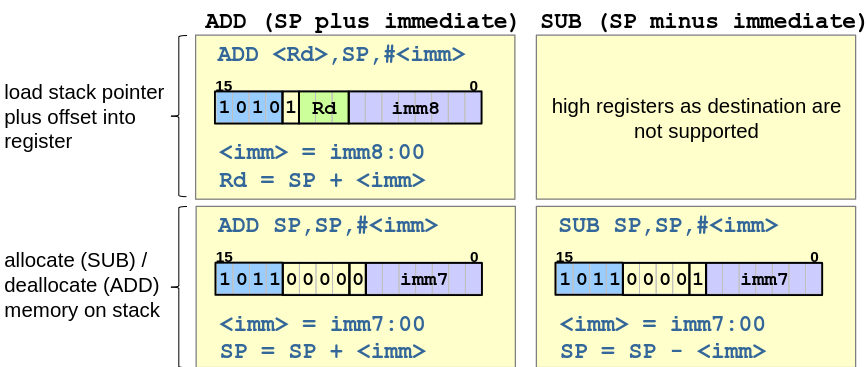 ADD (SP plus immediate) SUB (SP minus immediate)
load stack pointer
plus offset into
register
ADD <Rd>,SP,#<imm>
15 0
1 0 1 0 1 Rd imm8
<imm> = imm8:00
Rd = SP + <imm>
high registers as destination are
not supported
allocate (SUB) /
deallocate (ADD)
memory on stack
ADD SP,SP,#<imm>
15 0
1 0 1 1 0 0 0 0 0 imm7
<imm> = imm7:00
SP = SP + <imm>
SUB SP,SP,#<imm>
15 0
1 0 1 1 0 0 0 0 1 imm7
<imm> = imm7:00
SP = SP - <imm>